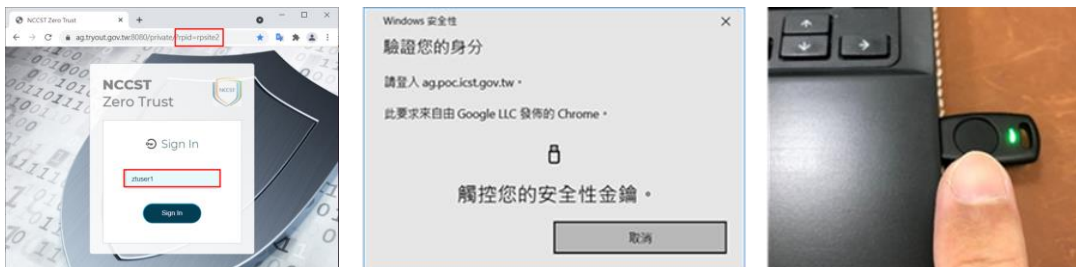 NCCST Zero Trust
ag.tryout.gov.tw:8080/private/?rpid=rpsite2
NCCST
Zero Trust
NCCST
Sign In
ztuser1
Sign In
Windows 安全性
驗證您的身分
請登入 ag.poc.icst.gov.tw。
此要求來自由 Google LLC 發佈的 Chrome。
觸控您的安全性金鑰。
取消